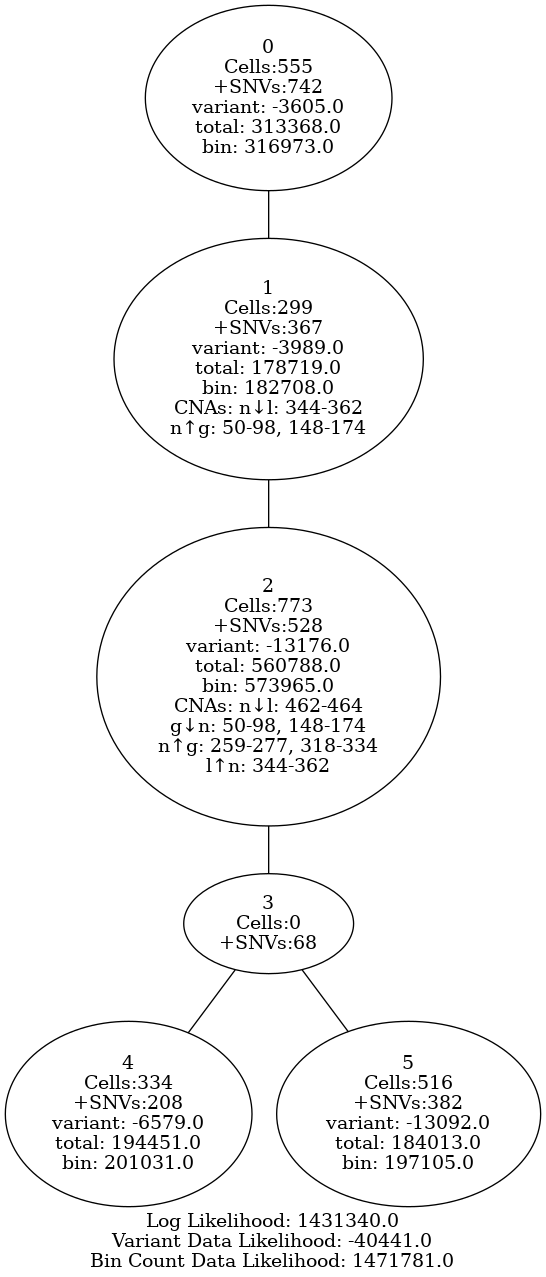 0
Cells:555
+SNVs:742
variant: -3605.0
total: 313368.0
bin: 316973.0
1
Cells:299
+SNVs:367
variant: -3989.0
total: 178719.0
bin: 182708.0
CNAs: n↓l: 344-362
n↑g: 50-98, 148-174
2
Cells:773
+SNVs:528
variant: -13176.0
total: 560788.0
bin: 573965.0
CNAs: n↓l: 462-464
g↓n: 50-98, 148-174
n↑g: 259-277, 318-334
l↑n: 344-362
3
Cells:0
+SNVs:68
4
Cells:334
+SNVs:208
variant: -6579.0
total: 194451.0
bin: 201031.0
5
Cells:516
+SNVs:382
variant: -13092.0
total: 184013.0
bin: 197105.0
Log Likelihood: 1431340.0
Variant Data Likelihood: -40441.0
Bin Count Data Likelihood: 1471781.0